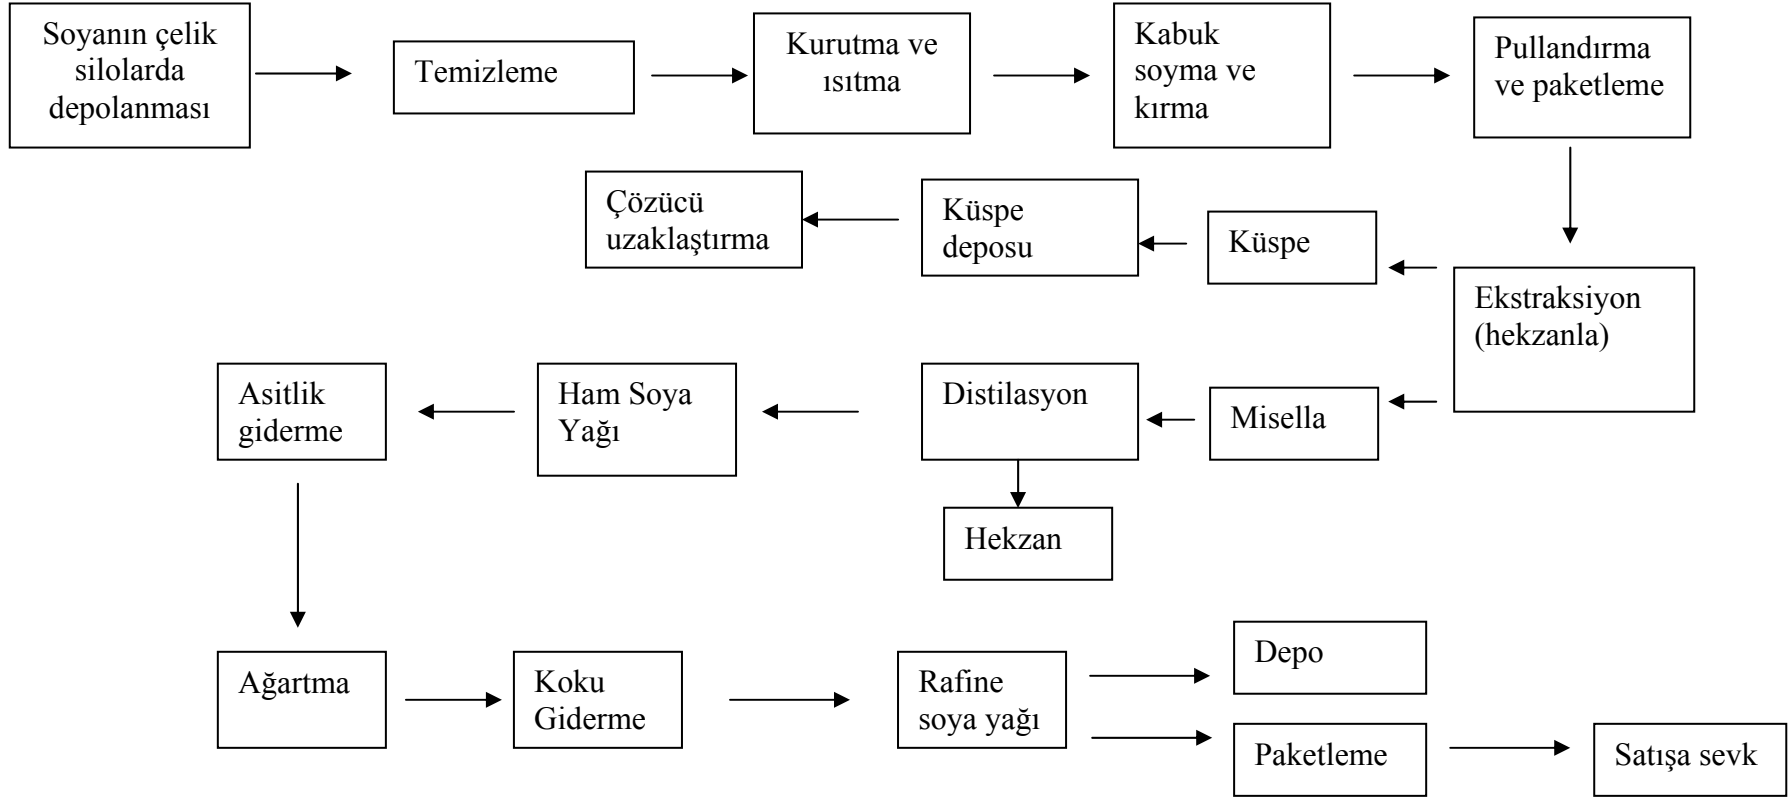 Soyanın çelik
silolarda
depolanması
Temizleme
Kurutma ve
ısıtma
Kabuk
soyma ve
kırma
Pullandırma
ve paketleme
Çözücü
uzaklaştırma
Küspe
deposu
Küspe
Ekstraksiyon
(hekzanla)
Asitlik
giderme
Ham Soya
Yağı
Distilasyon
Misella
Hekzan
Ağartma
Koku
Giderme
Rafine
soya yağı
Depo
Paketleme
Satışa sevk